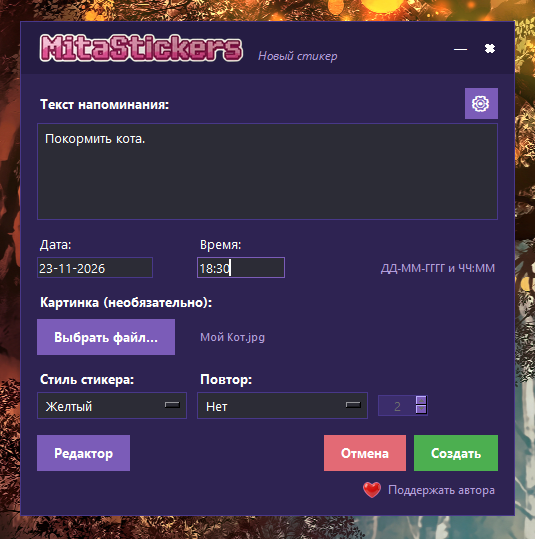 MitaStickers
Новый стикер
Текст напоминания:
Покормить кота.
Дата:
Время:
23-11-2026
18:30
ДД-ММ-ГГГГ и ЧЧ:ММ
Картинка (необязательно):
Выбрать файл...
Мой Кот.jpg
Стиль стикера:
Повтор:
Желтый
Нет
2
Редактор
Отмена
Создать
Поддержать автора